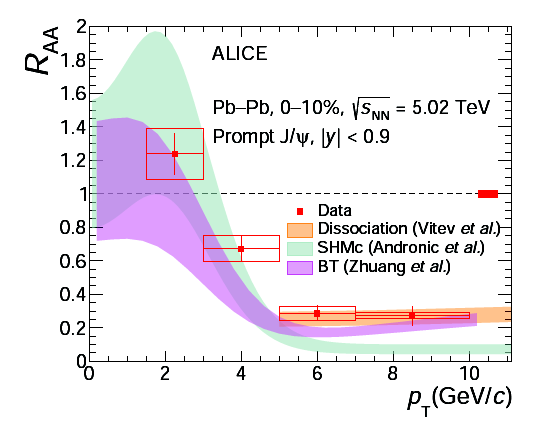 R_AA
2
1.8
1.6
1.4
1.2
1
0.8
0.6
0.4
0.2
0
ALICE
Pb–Pb, 0–10%, √s_NN = 5.02 TeV
Prompt J/ψ, |y| < 0.9
Data
Dissociation (Vitev et al.)
SHMc (Andronic et al.)
BT (Zhuang et al.)
0 2 4 6 8 10
p_T (GeV/c)